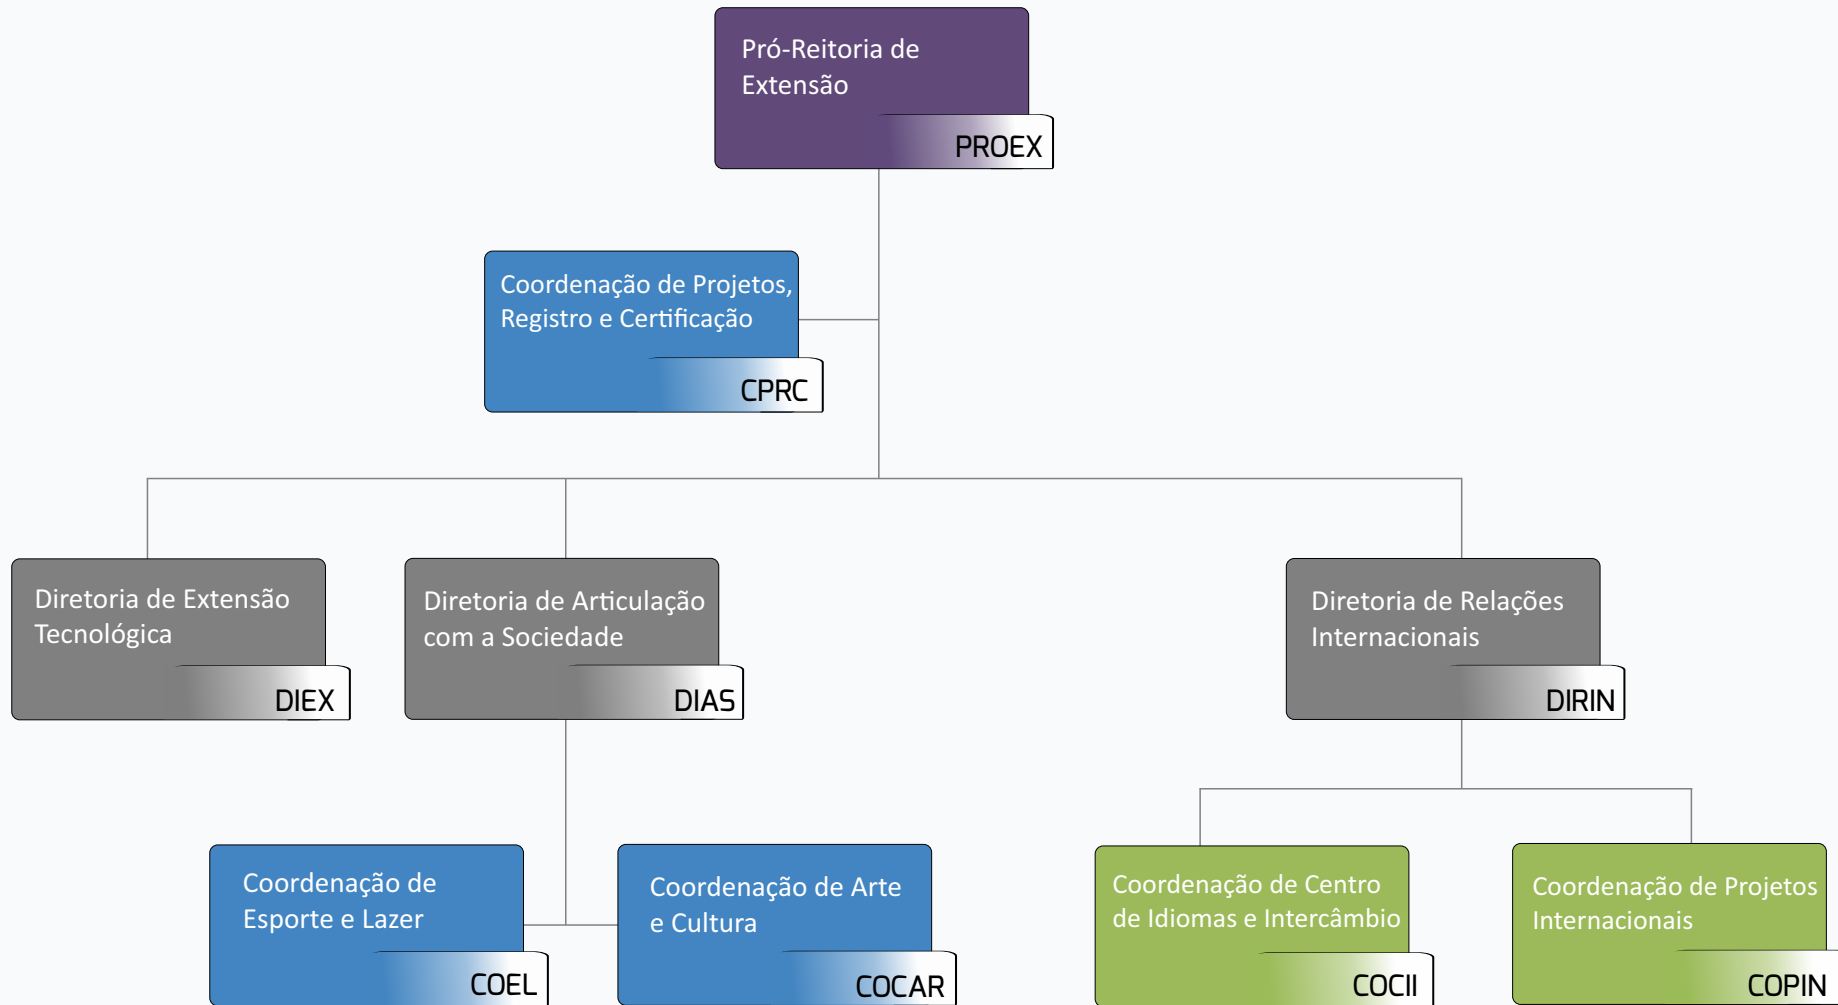 Pró-Reitoria de
Extensão
PROEX
Coordenação de Projetos,
Registro e Certificação
CPRC
Diretoria de Extensão
Tecnológica
DIEX
Diretoria de Articulação
com a Sociedade
DIAS
Diretoria de Relações
Internacionais
DIRIN
Coordenação de
Esporte e Lazer
COEL
Coordenação de Arte
e Cultura
COCAR
Coordenação de Centro
de Idiomas e Intercâmbio
COCII
Coordenação de Projetos
Internacionais
COPIN